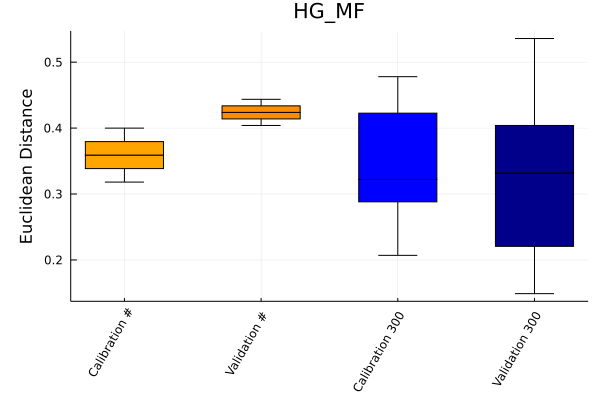 HG_MF
Euclidean Distance
0.5
0.4
0.3
0.2
Calibration #
Validation #
Calibration 300
Validation 300